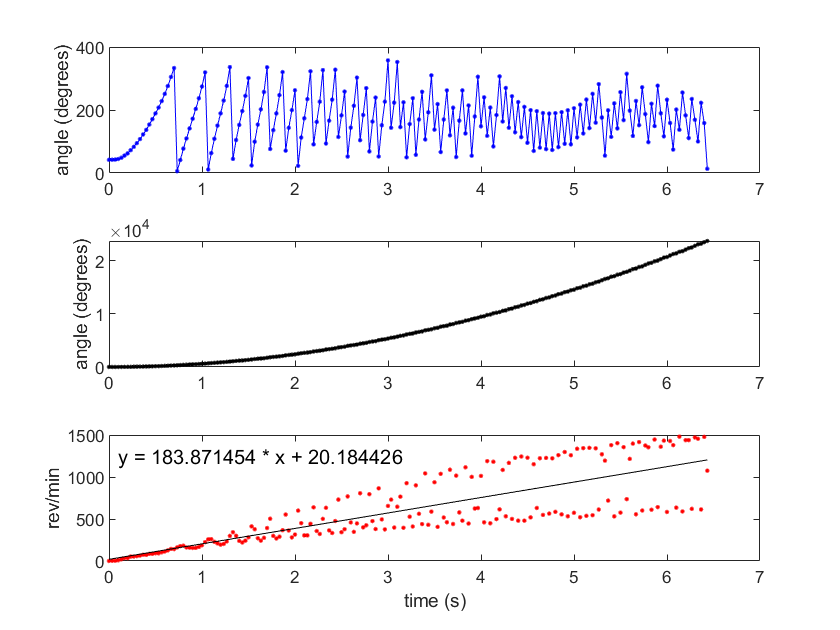 400
200
0
angle (degrees)
0 1 2 3 4 5 6 7
×10^4
2
1
0
angle (degrees)
0 1 2 3 4 5 6 7
1500
1000
500
0
rev/min
y = 183.871454 * x + 20.184426
0 1 2 3 4 5 6 7
time (s)